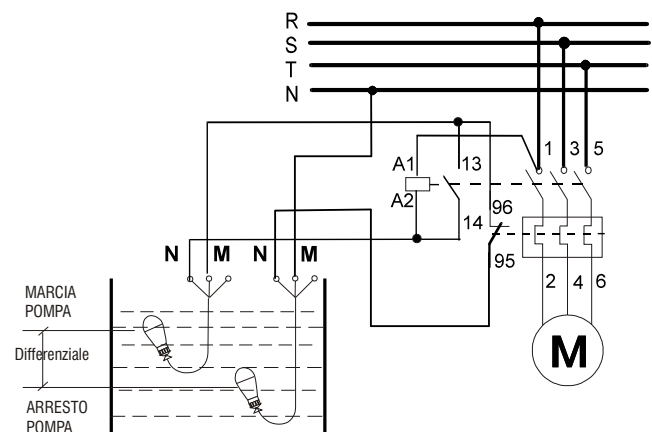 R
S
T
N
1 3 5
A1 13
A2
96
14
95
N M N M
2 4 6
MARCIA
POMPA
Differenziale
ARRESTO
POMPA
M